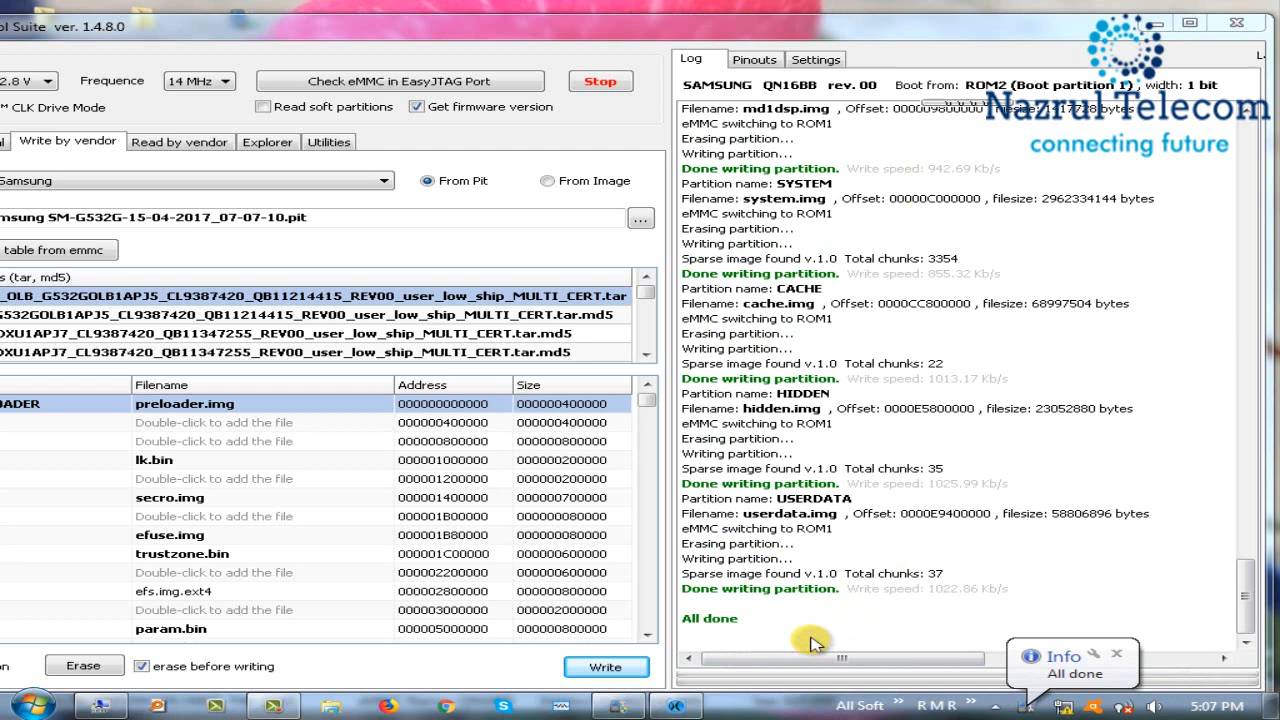 ol Suite ver. 1.4.8.0
2.8 V
Frequence
14 MHz
Check eMMC in EasyJTAG Port
Stop
™ CLK Drive Mode
Read soft partitions
Get firmware version
Write by vendor
Read by vendor
Explorer
Utilities
Samsung
From Pit
From Image
msung SM-G532G-15-04-2017_07-07-10.pit
...
table from emmc
s (tar, md5)
_OLB_G532GOLB1APJ5_CL9387420_QB11214415_REV00_user_low_ship_MULTI_CERT.tar
G532GOLB1APJ5_CL9387420_QB11214415_REV00_user_low_ship_MULTI_CERT.tar.md5
OXU1APJ7_CL9387420_QB11347255_REV00_user_low_ship_MULTI_CERT.tar.md5
OXU1APJ7_CL9387420_QB11347255_REV00_user_low_ship_MULTI_CERT.tar.md5
Filename Address Size
OADER preloader.img 000000000000 000000400000
Double-click to add the file 000000400000 000000400000
Double-click to add the file 000000800000 000000800000
lk.bin 000001000000 000000200000
Double-click to add the file 000001200000 000000200000
secro.img 000001400000 000000700000
Double-click to add the file 000001B00000 000000080000
efuse.img 000001B80000 000000080000
trustzone.bin 000001C00000 000000600000
Double-click to add the file 000002200000 000000600000
efs.img.ext4 000002800000 000000800000
Double-click to add the file 000003000000 000002000000
param.bin 000005000000 000000800000
on
Erase
erase before writing
Write
Log
Pinouts
Settings
SAMSUNG QN16BB rev. 00 Boot from: ROM2 (Boot partition 1) , width: 1 bit
Nazrul Telecom
connecting future
Filename: md1dsp.img , Offset: 000009800000 , filesize: 1417728 bytes
eMMC switching to ROM1
Erasing partition...
Writing partition...
Done writing partition. Write speed: 942.69 Kb/s
Partition name: SYSTEM
Filename: system.img , Offset: 00000C000000 , filesize: 2962334144 bytes
eMMC switching to ROM1
Erasing partition...
Writing partition...
Sparse image found v.1.0 Total chunks: 3354
Done writing partition. Write speed: 855.32 Kb/s
Partition name: CACHE
Filename: cache.img , Offset: 0000CC800000 , filesize: 68997504 bytes
eMMC switching to ROM1
Erasing partition...
Writing partition...
Sparse image found v.1.0 Total chunks: 22
Done writing partition. Write speed: 1013.17 Kb/s
Partition name: HIDDEN
Filename: hidden.img , Offset: 0000E5800000 , filesize: 23052880 bytes
eMMC switching to ROM1
Erasing partition...
Writing partition...
Sparse image found v.1.0 Total chunks: 35
Done writing partition. Write speed: 1025.99 Kb/s
Partition name: USERDATA
Filename: userdata.img , Offset: 0000E9400000 , filesize: 58806896 bytes
eMMC switching to ROM1
Erasing partition...
Writing partition...
Sparse image found v.1.0 Total chunks: 37
Done writing partition. Write speed: 1022.86 Kb/s
All done
Info
All done
All Soft » R M R »
5:07 PM